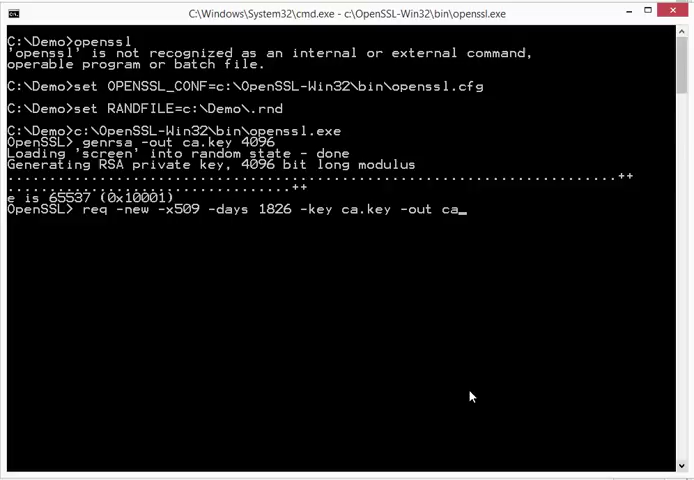 C:\Windows\System32\cmd.exe - c:\OpenSSL-Win32\bin\openssl.exe
C:\Demo>openssl
'openssl' is not recognized as an internal or external command,
operable program or batch file.
C:\Demo>set OPENSSL_CONF=c:\OpenSSL-Win32\bin\openssl.cfg
C:\Demo>set RANDFILE=c:\Demo\.rnd
C:\Demo>c:\OpenSSL-Win32\bin\openssl.exe
OpenSSL> genrsa -out ca.key 4096
Loading 'screen' into random state - done
Generating RSA private key, 4096 bit long modulus
.........................................................................++
..................................++
e is 65537 (0x10001)
OpenSSL> req -new -x509 -days 1826 -key ca.key -out ca_